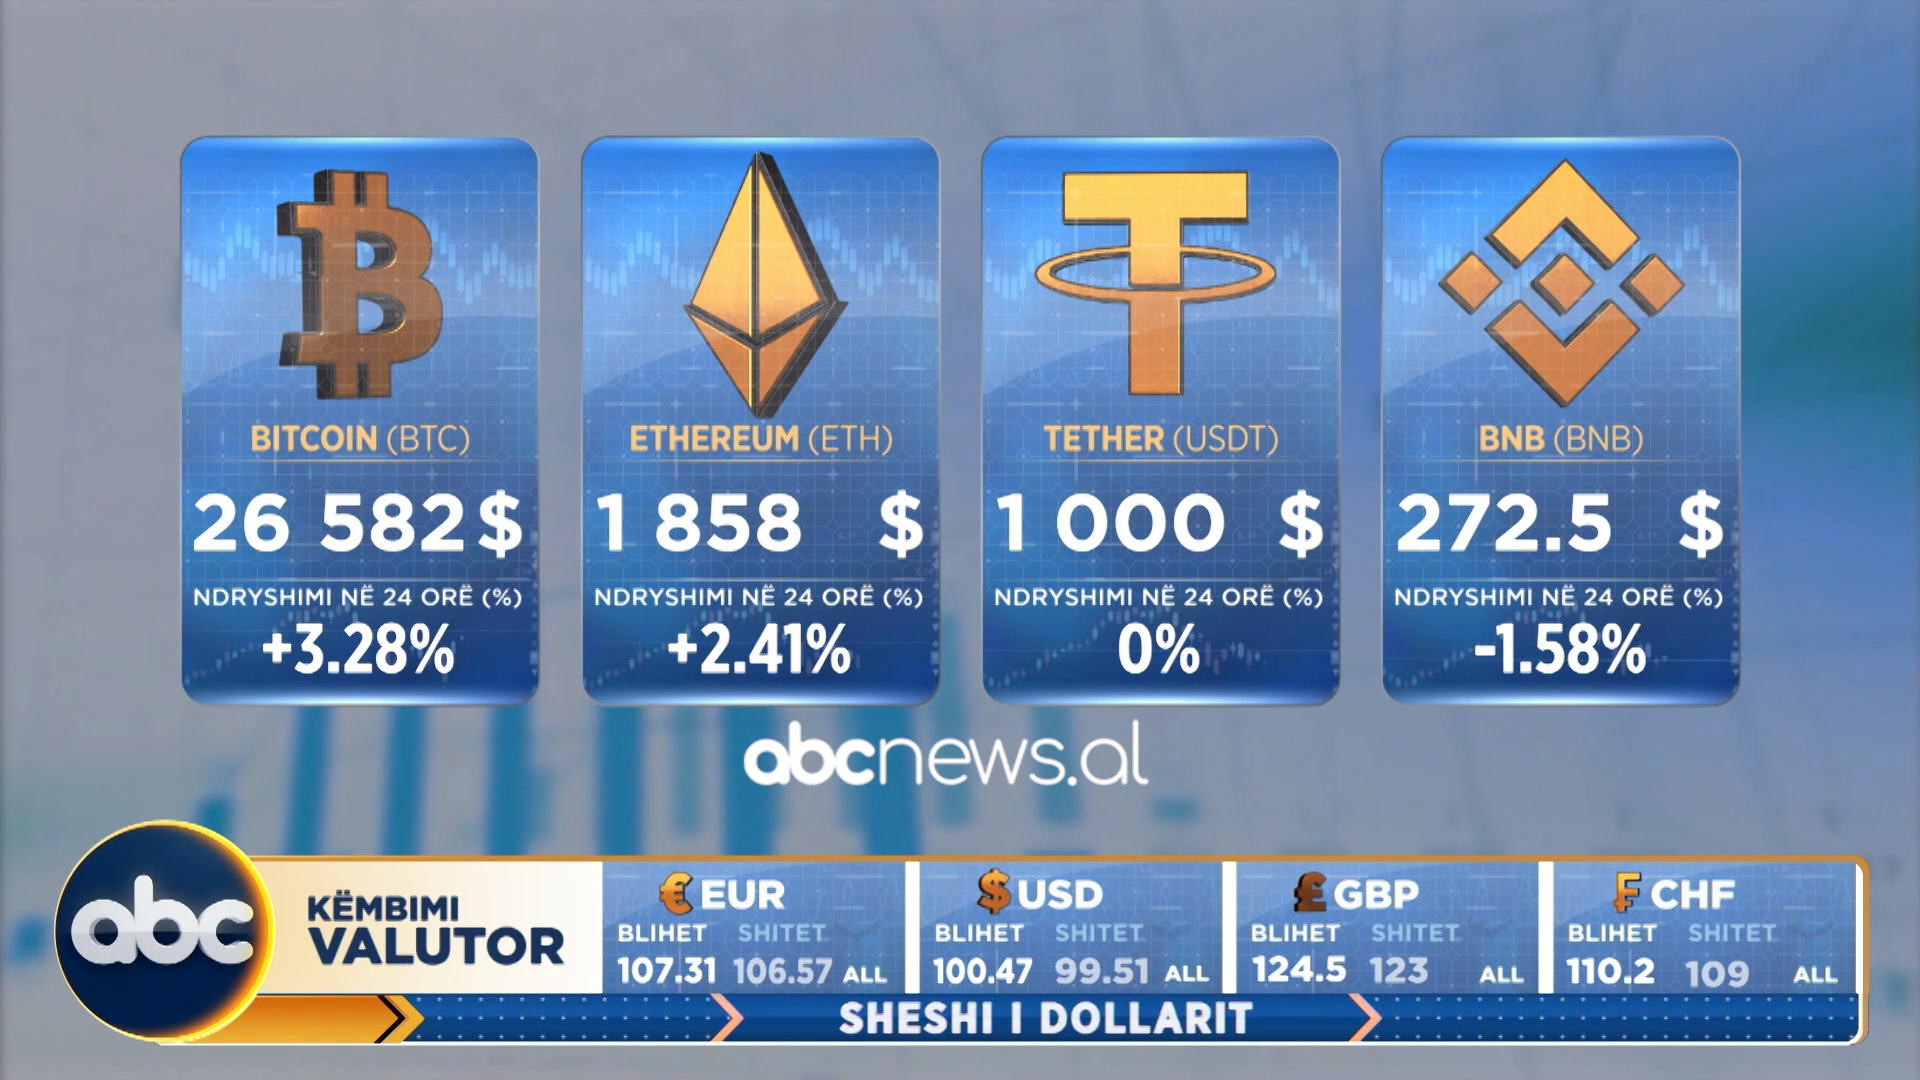 BITCOIN (BTC)
26 582 $
NDRYSHIMI NË 24 ORË (%)
+3.28%
ETHEREUM (ETH)
1 858 $
NDRYSHIMI NË 24 ORË (%)
+2.41%
TETHER (USDT)
1 000 $
NDRYSHIMI NË 24 ORË (%)
0%
BNB (BNB)
272.5 $
NDRYSHIMI NË 24 ORË (%)
-1.58%
abcnews.al
abc
KËMBIMI
VALUTOR
€ EUR
BLIHET SHITET
107.31 106.57 ALL
$ USD
BLIHET SHITET
100.47 99.51 ALL
£ GBP
BLIHET SHITET
124.5 123 ALL
₣ CHF
BLIHET SHITET
110.2 109 ALL
SHESHI I DOLLARIT